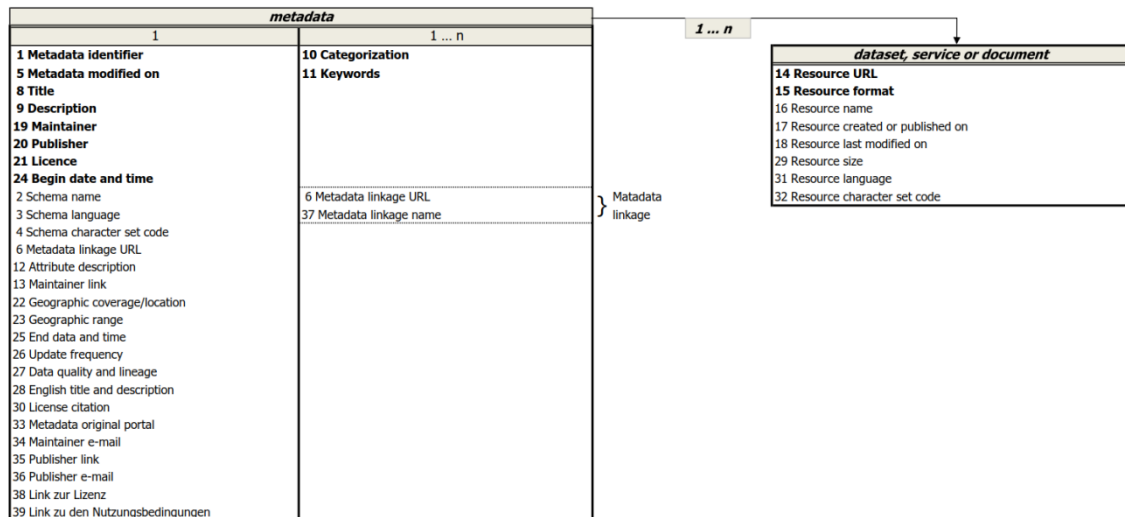 metadata
1
1 ... n
1 Metadata identifier
5 Metadata modified on
8 Title
9 Description
19 Maintainer
20 Publisher
21 Licence
24 Begin date and time
2 Schema name
3 Schema language
4 Schema character set code
6 Metadata linkage URL
12 Attribute description
13 Maintainer link
22 Geographic coverage/location
23 Geographic range
25 End data and time
26 Update frequency
27 Data quality and lineage
28 English title and description
30 License citation
33 Metadata original portal
34 Maintainer e-mail
35 Publisher link
36 Publisher e-mail
38 Link zur Lizenz
39 Link zu den Nutzungsbedingungen
10 Categorization
11 Keywords
6 Metadata linkage URL
37 Metadata linkage name
} Matadata
linkage
1 ... n
dataset, service or document
14 Resource URL
15 Resource format
16 Resource name
17 Resource created or published on
18 Resource last modified on
29 Resource size
31 Resource language
32 Resource character set code